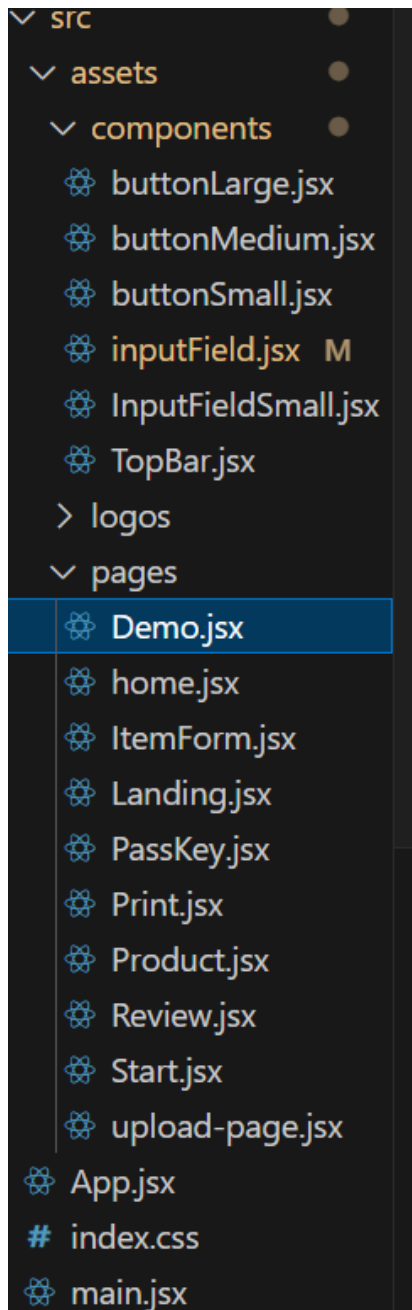 src
assets
components
buttonLarge.jsx
buttonMedium.jsx
buttonSmall.jsx
inputField.jsx M
InputFieldSmall.jsx
TopBar.jsx
logos
pages
Demo.jsx
home.jsx
ItemForm.jsx
Landing.jsx
PassKey.jsx
Print.jsx
Product.jsx
Review.jsx
Start.jsx
upload-page.jsx
App.jsx
# index.css
main.jsx